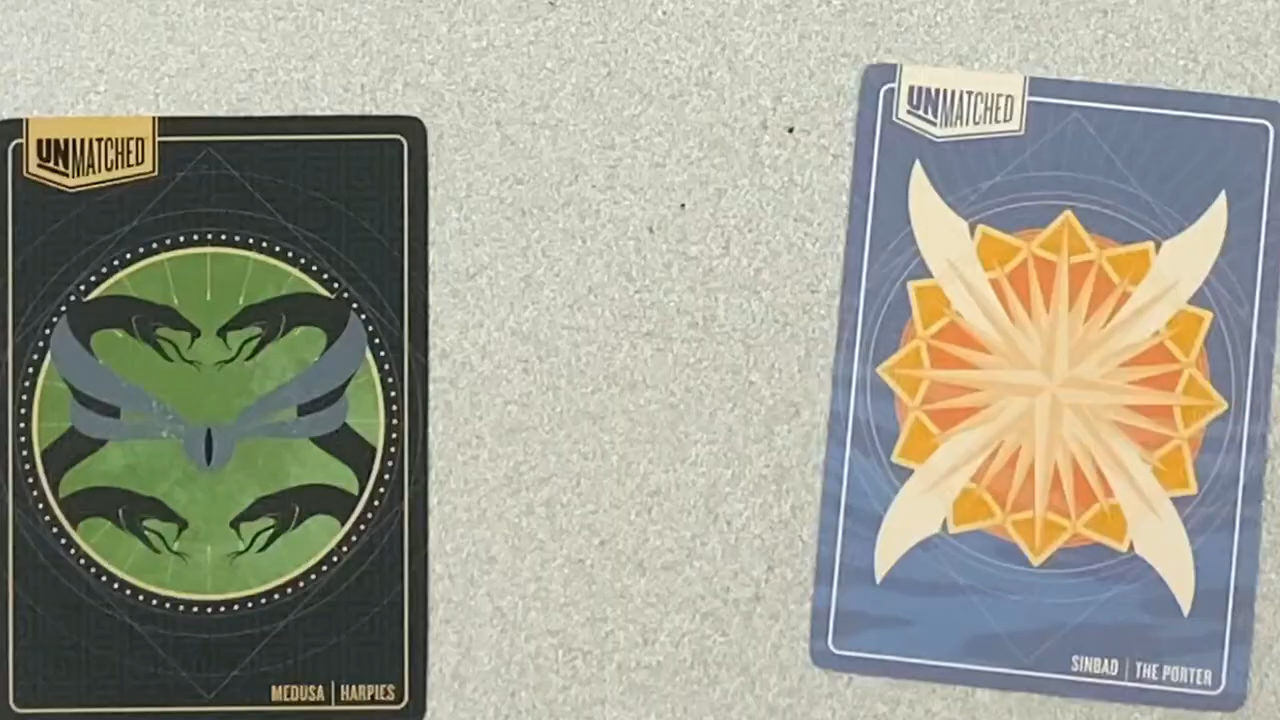 UNMATCHED
MEDUSA | HARPIES
UNMATCHED
SINBAD | THE PORTER